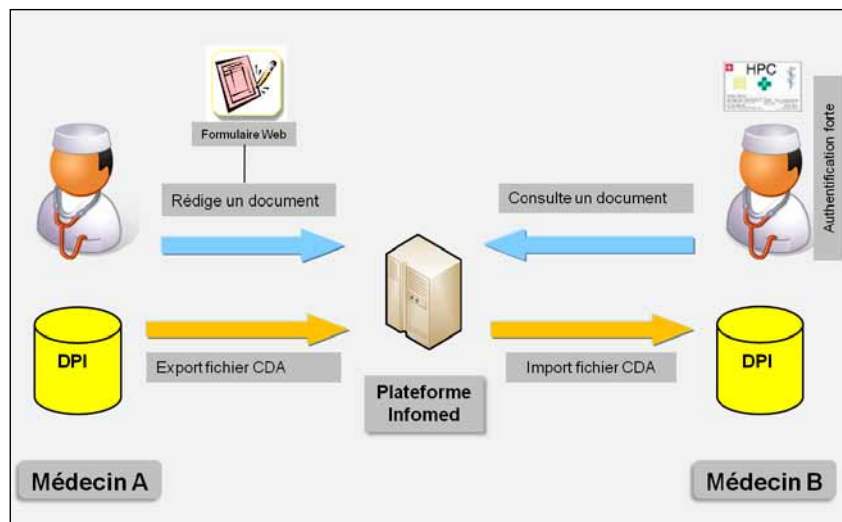 HPC
Authentification forte
Formulaire Web
Rédige un document
Consulte un document
DPI
Export fichier CDA
Import fichier CDA
DPI
Plateforme
Infomed
Médecin A
Médecin B